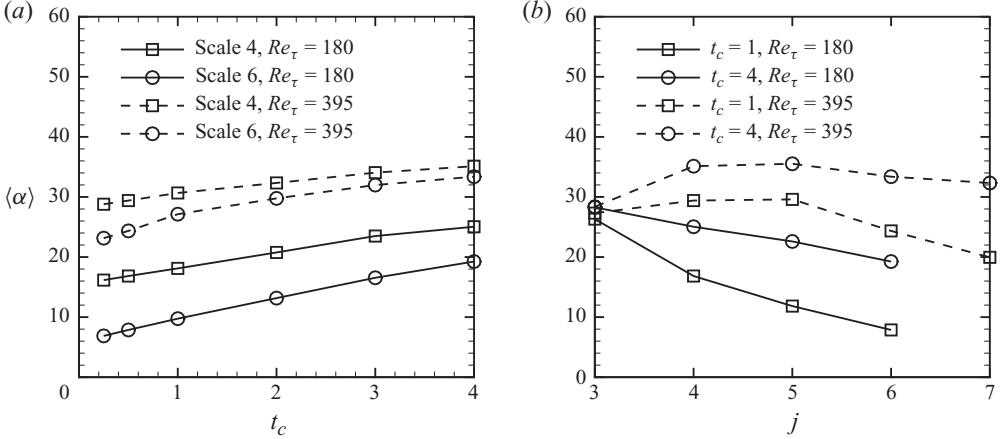 (a)
60
50
40
30
20
10
0
⟨α⟩
Scale 4, Reτ = 180
Scale 6, Reτ = 180
Scale 4, Reτ = 395
Scale 6, Reτ = 395
1
2
3
4
tc
(b)
60
50
40
30
20
10
0
tc = 1, Reτ = 180
tc = 4, Reτ = 180
tc = 1, Reτ = 395
tc = 4, Reτ = 395
3
4
5
6
7
j